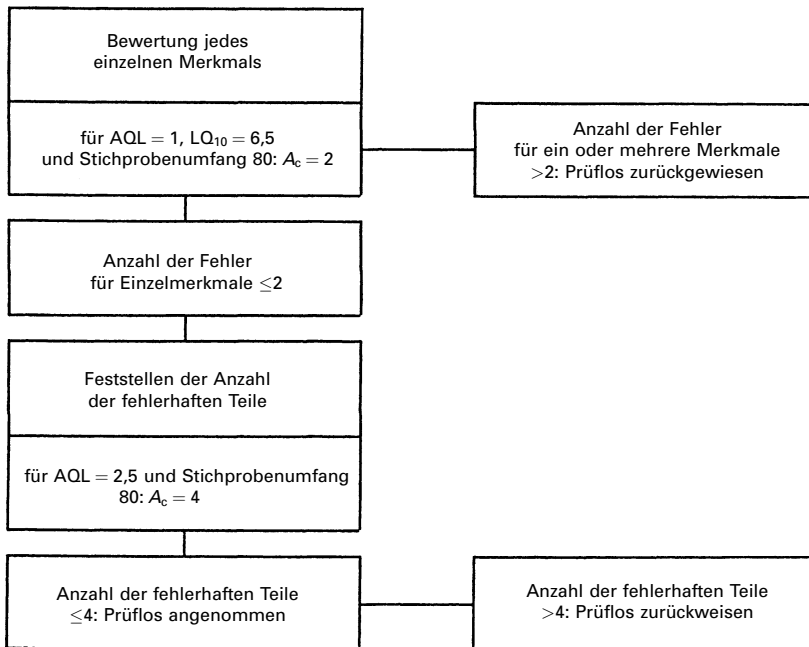 Bewertung jedes
einzelnen Merkmals
für AQL = 1, LQ₁₀ = 6,5
und Stichprobenumfang 80: A_c = 2
Anzahl der Fehler
für ein oder mehrere Merkmale
>2: Prüflos zurückgewiesen
Anzahl der Fehler
für Einzelmerkmale ≤2
Feststellen der Anzahl
der fehlerhaften Teile
für AQL = 2,5 und Stichprobenumfang
80: A_c = 4
Anzahl der fehlerhaften Teile
≤4: Prüflos angenommen
Anzahl der fehlerhaften Teile
>4: Prüflos zurückweisen